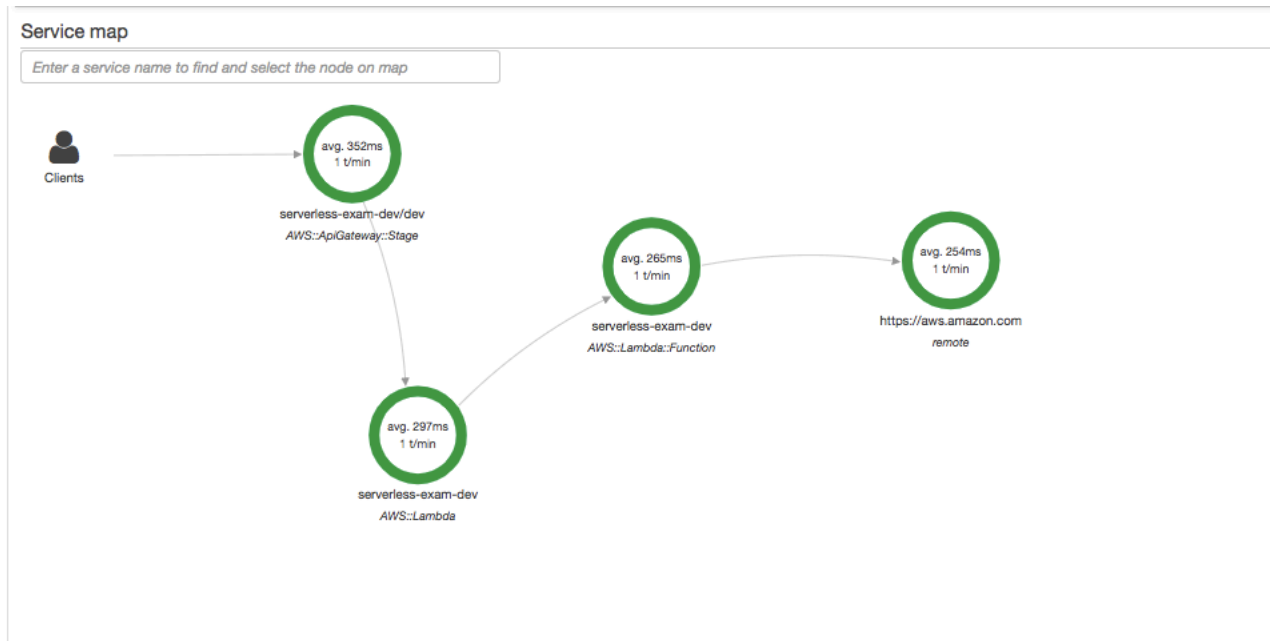 Service map
Enter a service name to find and select the node on map
Clients
avg. 352ms
1 t/min
serverless-exam-dev/dev
AWS::ApiGateway::Stage
avg. 297ms
1 t/min
serverless-exam-dev
AWS::Lambda
avg. 265ms
1 t/min
serverless-exam-dev
AWS::Lambda::Function
avg. 254ms
1 t/min
https://aws.amazon.com
remote